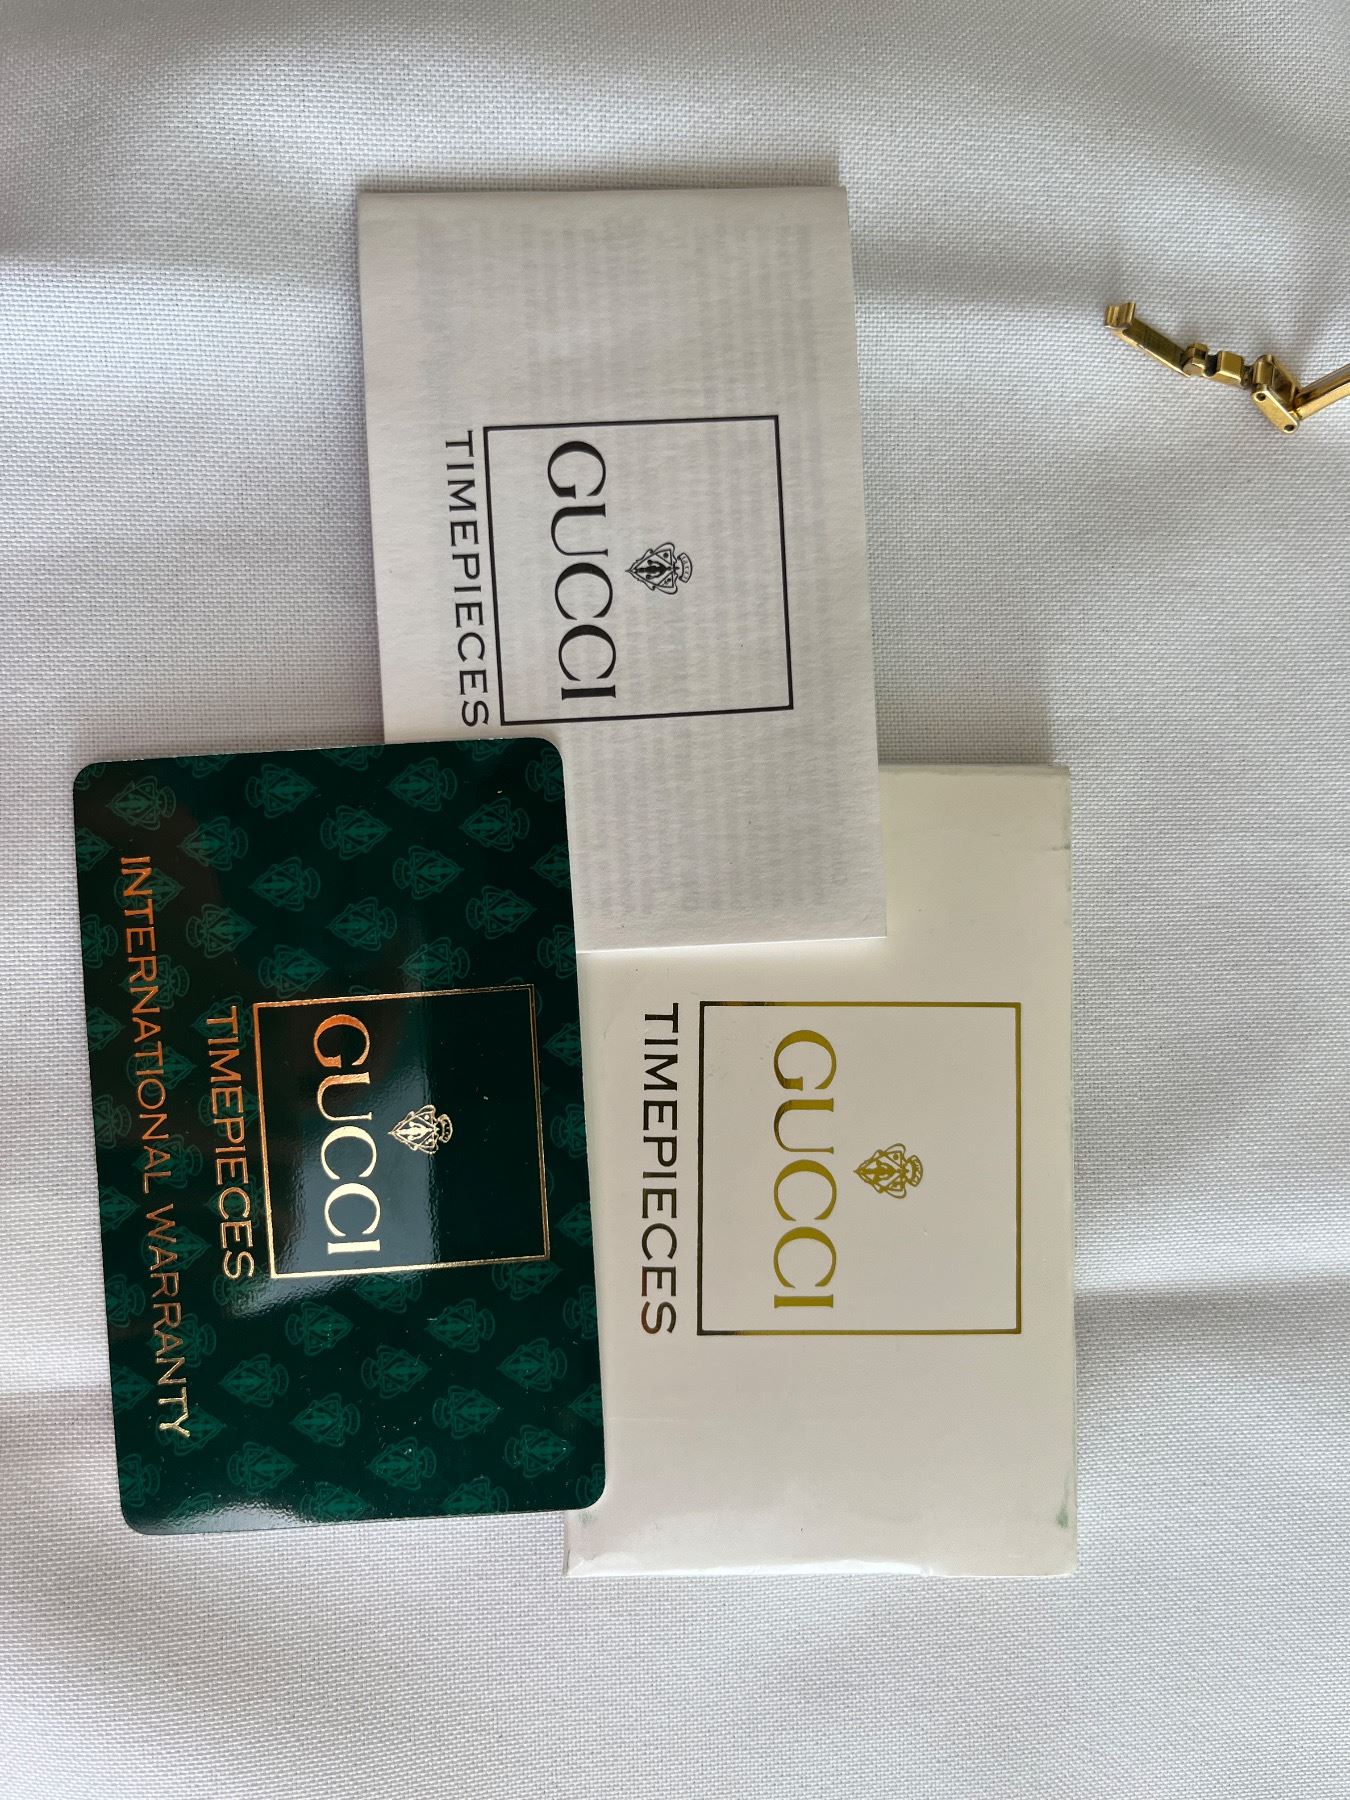 GUCCI
TIMEPIECES
GUCCI
TIMEPIECES
GUCCI
TIMEPIECES
INTERNATIONAL WARRANTY